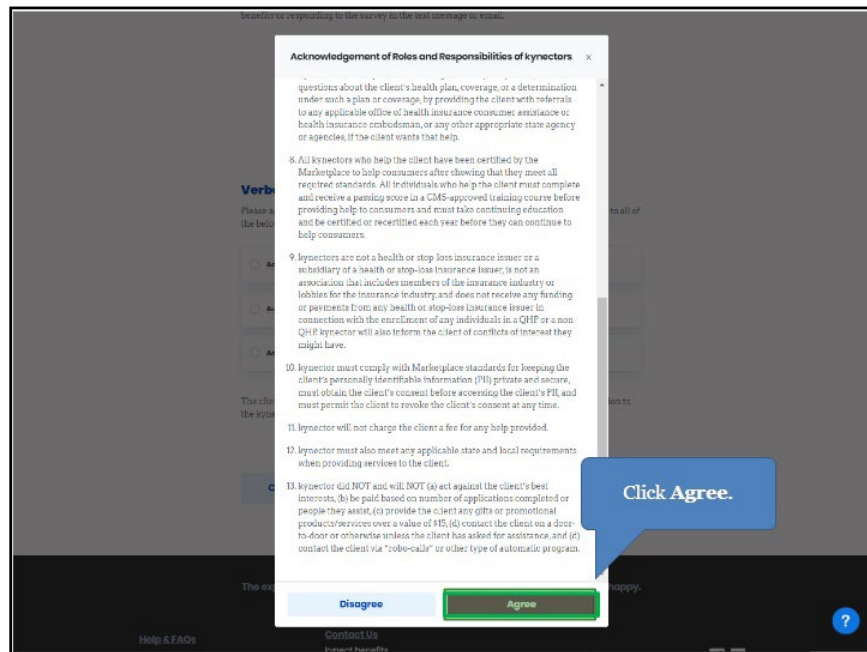 benefits or responding to the survey in the text message or email.
Acknowledgement of Roles and Responsibilities of kynectors ×
questions about the client's health plan, coverage, or a determination
under such a plan or coverage, by providing the client with referrals
to any applicable office of health insurance consumer assistance or
health insurance ombudsman, or any other appropriate state agency
or agencies, if the client wants that help.
8. All kynectors who help the client have been certified by the
Marketplace to help consumers after showing that they meet all
required standards. All individuals who help the client must complete
and receive a passing score in a CMS-approved training course before
providing help to consumers and must take continuing education
and be certified or recertified each year before they can continue to
help consumers.
9. kynectors are not a health or stop-loss insurance issuer or a
subsidiary of a health or stop-loss insurance issuer, is not an
association that includes members of the insurance industry or
lobbies for the insurance industry, and does not receive any funding
or payments from any health or stop-loss insurance issuer in
connection with the enrollment of any individuals in a QHP or a non
QHP. kynector will also inform the client of conflicts of interest they
might have.
10. kynector must comply with Marketplace standards for keeping the
client's personally identifiable information (PII) private and secure,
must obtain the client's consent before accessing the client's PII, and
must permit the client to revoke the client's consent at any time.
11. kynector will not charge the client a fee for any help provided.
12. kynector must also meet any applicable state and local requirements
when providing services to the client.
13. kynector did NOT and will NOT (a) act against the client's best
interests, (b) be paid based on number of applications completed or
people they assist, (c) provide the client any gifts or promotional
products/services over a value of $15, (d) contact the client on a door-
to-door or otherwise unless the client has asked for assistance, and (d)
contact the client via "robo-calls" or other type of automatic program.
Disagree
Agree
Click Agree.
Verb
Please a
to all of
the belo
The clie
ion to
the kyne
C
The exp
happy.
Help & FAQs
Contact Us
kynect benefits
?